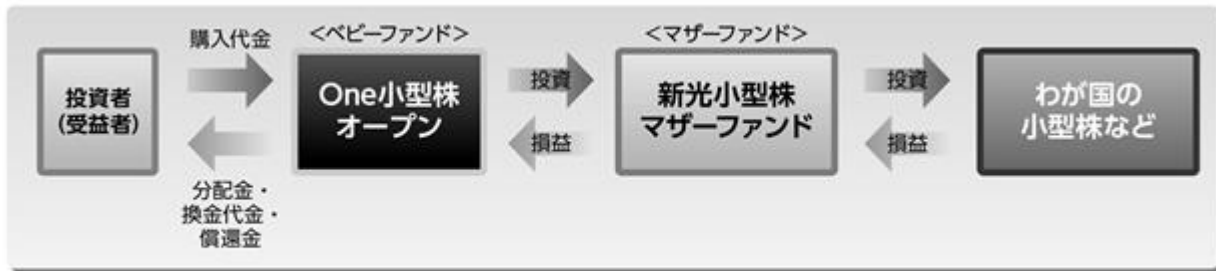 購入代金
<ベビーファンド>
<マザーファンド>
投資者
(受益者)
One小型株
オープン
投資
損益
新光小型株
マザーファンド
投資
損益
わが国の
小型株など
分配金・
換金代金・
償還金